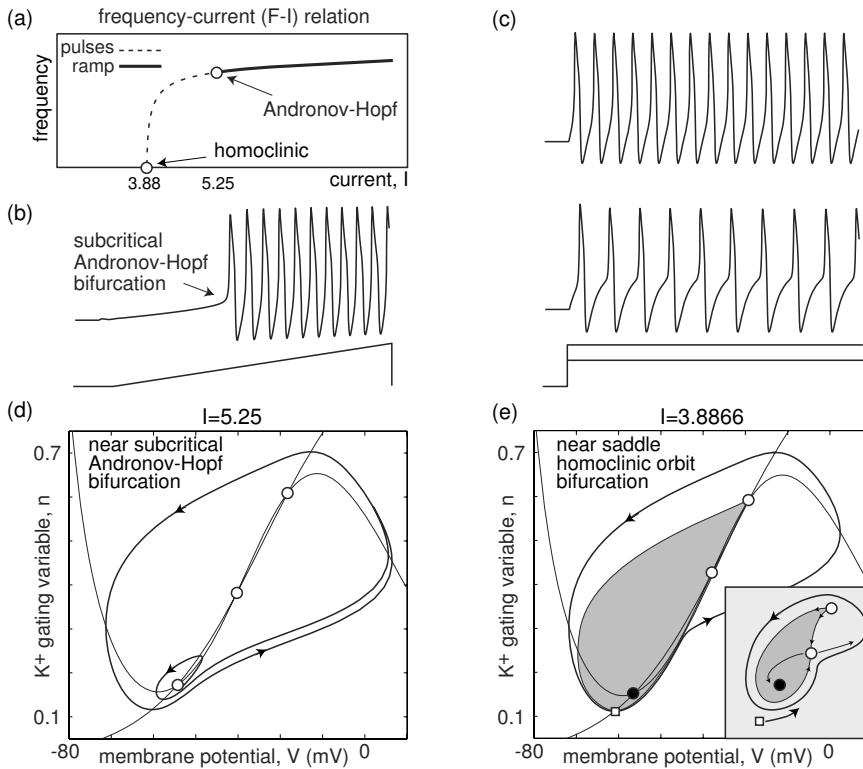 (a)
frequency-current (F-I) relation
pulses
ramp
frequency
Andronov-Hopf
homoclinic
3.88
5.25
current, I
(b)
subcritical
Andronov-Hopf
bifurcation
(c)
(d)
I=5.25
0.7
near subcritical
Andronov-Hopf
bifurcation
K+ gating variable, n
0.1
-80
membrane potential, V (mV)
0
(e)
I=3.8866
0.7
near saddle
homoclinic orbit
bifurcation
K+ gating variable, n
0.1
-80
membrane potential, V (mV)
0